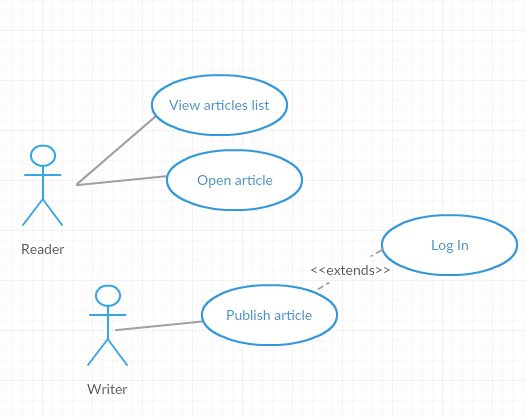 View articles list
Open article
Reader
Log In
<<extends>>
Publish article
Writer